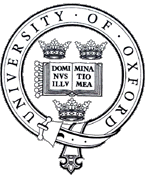 UNIVERSITY · OF · OXFORD
DOMI
NVS
ILLV
MINA
TIO
MEA